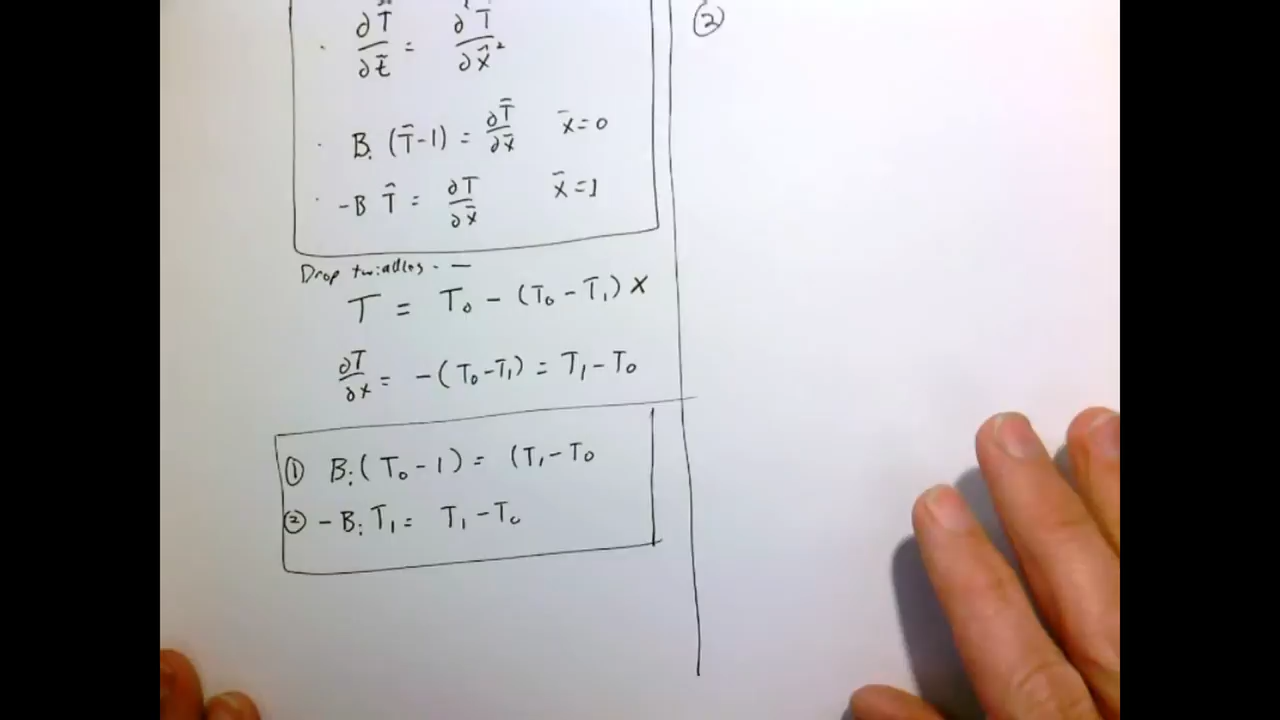 · ∂T̃/∂t̃ = ∂²T̃/∂x̃²
· Bi (T̃-1) = ∂T̃/∂x̃ x̃=0
· -B T̃ = ∂T/∂x̃ x̃=1
Drop twiddles. —
T = T₀ - (T₀ - T₁) x
∂T/∂x = -(T₀-T₁) = T₁ - T₀
① Bi (T₀ - 1) = (T₁ - T₀
② - Bi T₁ = T₁ - T₀
②